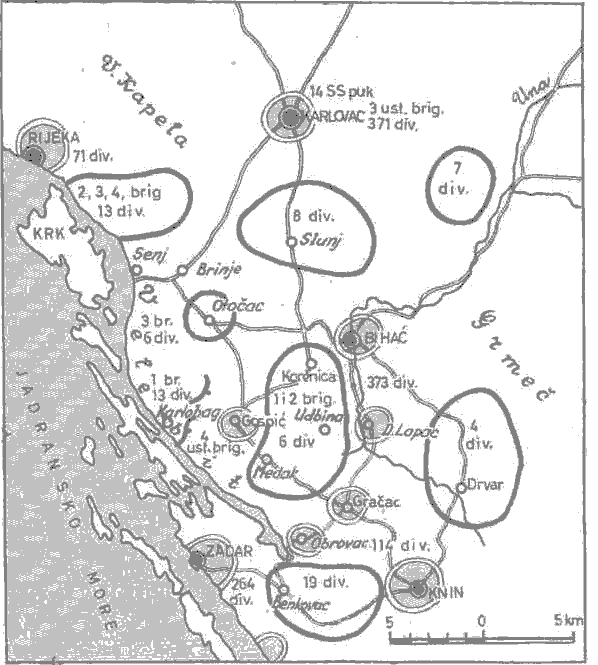 V. Kapela
Una
14 SS puk
KARLOVAC
3 ust. brig.
371 div.
RIJEKA
71 div.
7
div.
2, 3, 4, brig
13 div.
KRK
8 div.
Slunj
Senj
Brinje
Otočac
3 br.
6 div.
BIHAĆ
Grmeč
Korenica
373 div.
1 br.
13 div.
Karlobag
1 i 2 brig.
Udbina
6 div
Gospić
4
ust. brig.
D. Lapac
4
div.
Medak
Drvar
Gračac
Obrovac
114 div.
ZADAR
264
div.
19 div.
Benkovac
KNIN
JADRANSKO
MORE
5 0 5km